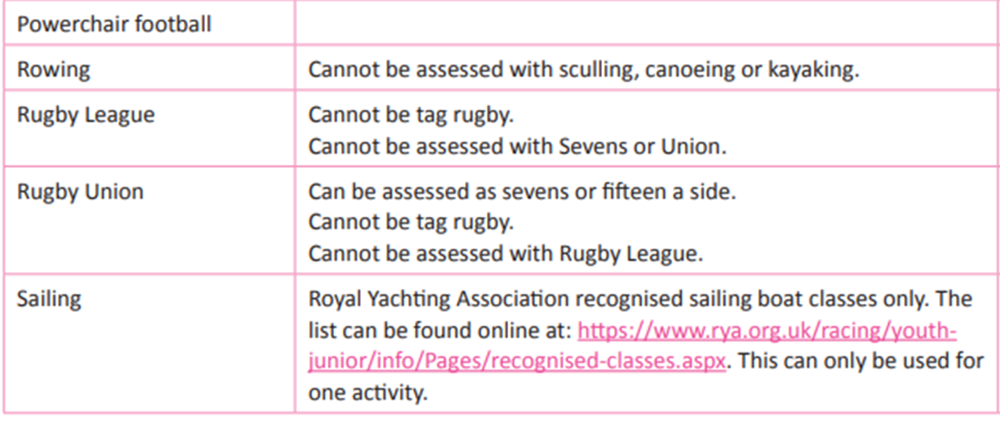 Powerchair football
Rowing
Cannot be assessed with sculling, canoeing or kayaking.
Rugby League
Cannot be tag rugby.
Cannot be assessed with Sevens or Union.
Rugby Union
Can be assessed as sevens or fifteen a side.
Cannot be tag rugby.
Cannot be assessed with Rugby League.
Sailing
Royal Yachting Association recognised sailing boat classes only. The
list can be found online at: https://www.rya.org.uk/racing/youth-
junior/info/Pages/recognised-classes.aspx. This can only be used for
one activity.